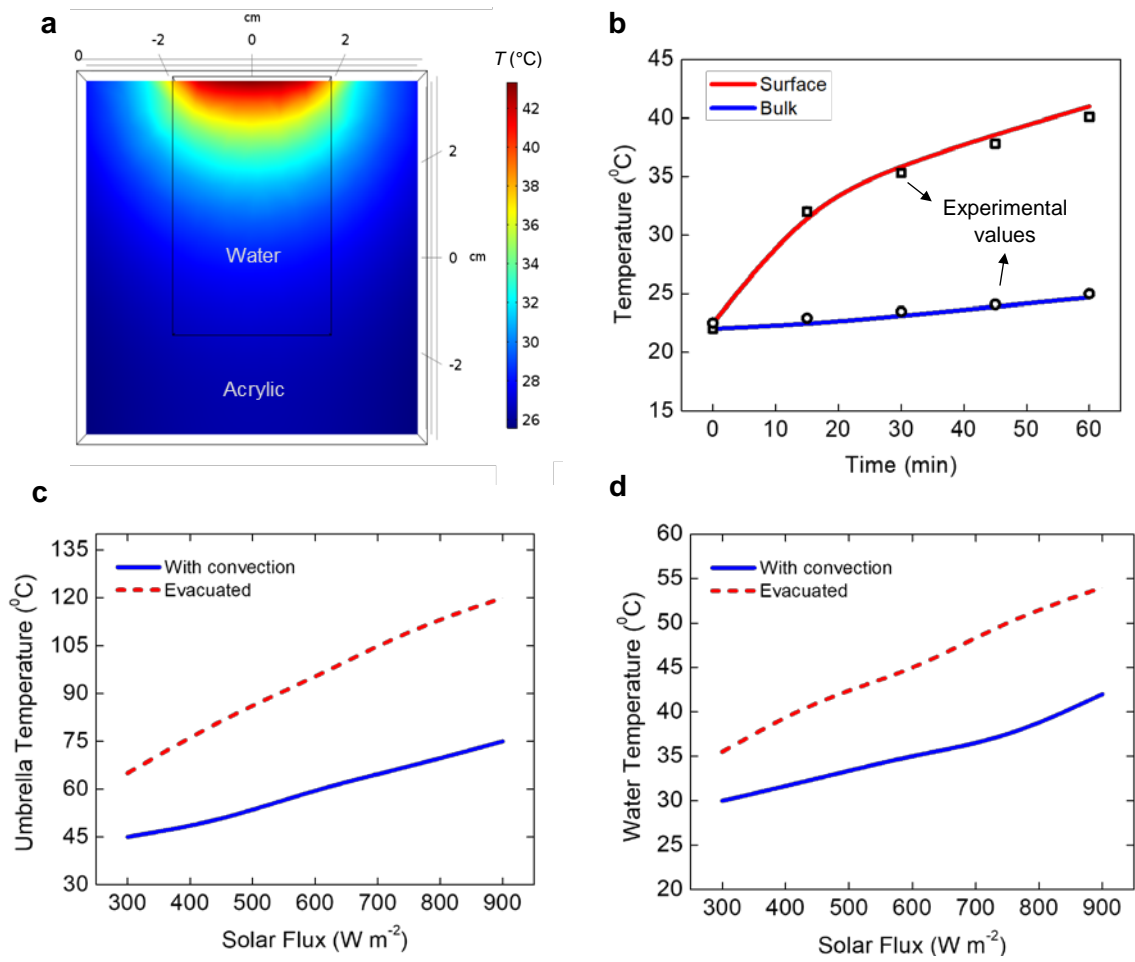 a
cm
-2 0 2
0
T (°C)
42
40
38
36
34
32
30
28
26
2
0 cm
-2
Water
Acrylic
b
Surface
Bulk
Experimental
values
Temperature (⁰C)
45
40
35
30
25
20
15
0 10 20 30 40 50 60
Time (min)
c
With convection
Evacuated
Umbrella Temperature (⁰C)
135
120
105
90
75
60
45
30
300 400 500 600 700 800 900
Solar Flux (W m⁻²)
d
With convection
Evacuated
Water Temperature (⁰C)
60
55
50
45
40
35
30
25
20
300 400 500 600 700 800 900
Solar Flux (W m⁻²)